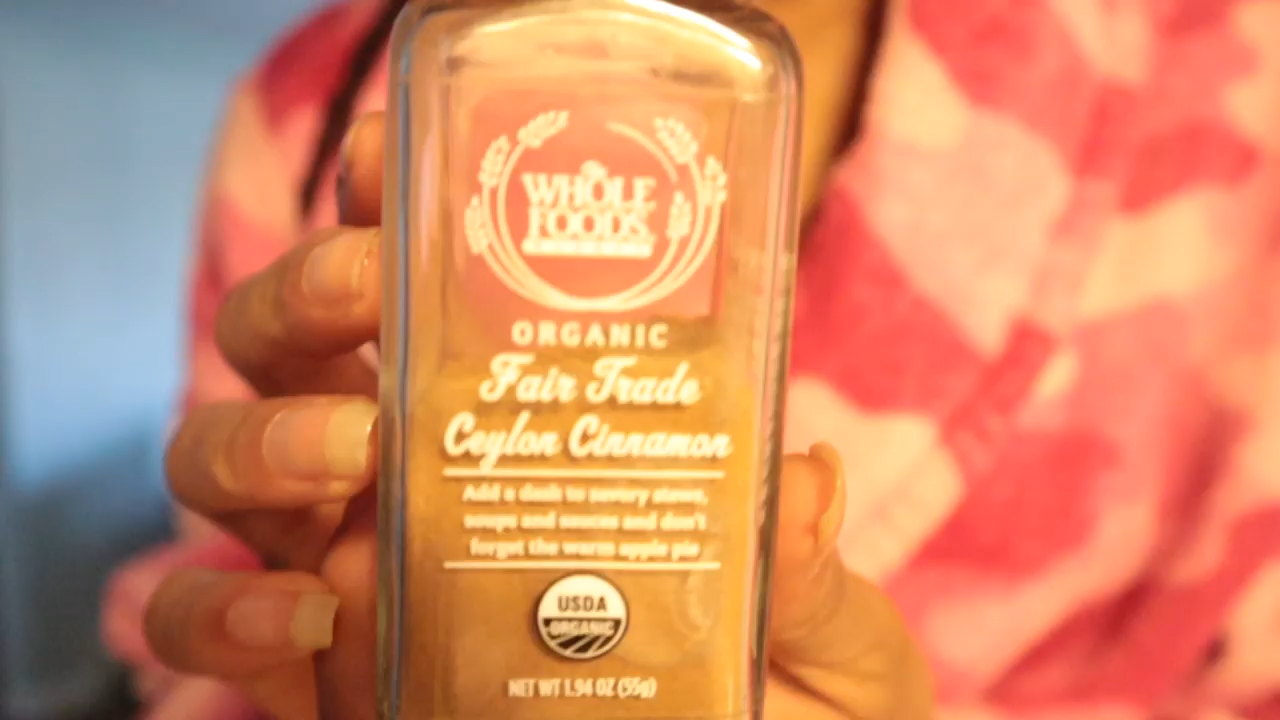 WHOLE
FOODS
ORGANIC
Fair Trade
Ceylon Cinnamon
Add a dash to savory stews,
soups and sauces and don't
forget the warm apple pie
USDA
ORGANIC
NET WT 1.94 OZ (55g)